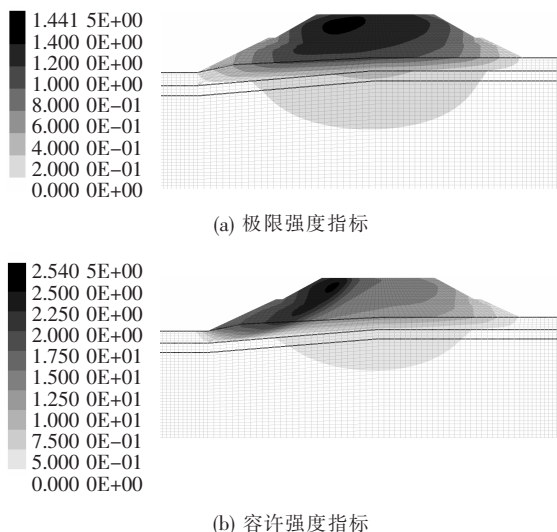 1.441 5E+00
1.400 0E+00
1.200 0E+00
1.000 0E+00
8.000 0E-01
6.000 0E-01
4.000 0E-01
2.000 0E-01
0.000 0E+00
(a) 极限强度指标
2.540 5E+00
2.500 0E+00
2.250 0E+00
2.000 0E+00
1.750 0E+01
1.500 0E+01
1.250 0E+01
1.000 0E+01
7.500 0E-01
5.000 0E-01
0.000 0E+00
(b) 容许强度指标